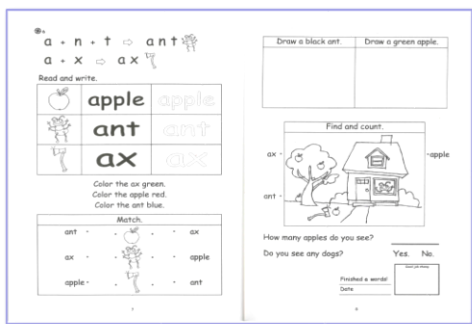 a + n + t ⇨ ant
a + x ⇨ ax
Read and write.
apple apple
ant ant
ax ax
Color the ax green.
Color the apple red.
Color the ant blue.
Match.
ant - - - - ax
ax - - - - apple
apple - - - - ant
Draw a black ant. Draw a green apple.
Find and count.
ax - -apple
ant -
How many apples do you see?
Do you see any dogs? Yes. No.
Finished a words!
Date